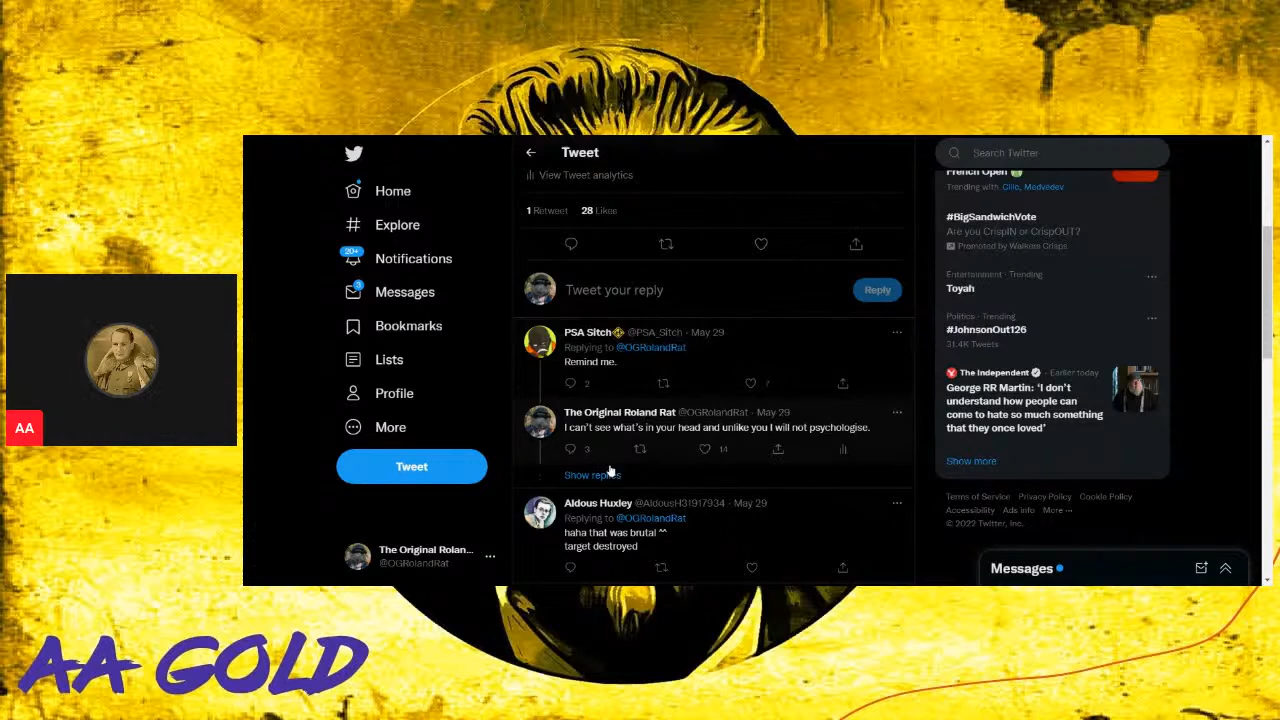 Tweet
View Tweet analytics
1 Retweet 28 Likes
Tweet your reply
Reply
PSA Sitch @PSA_Sitch · May 29
Replying to @OGRolandRat
Remind me.
2
7
The Original Roland Rat @OGRolandRat · May 29
I can't see what's in your head and unlike you I will not psychologise.
3
14
Show replies
Aldous Huxley @AldousH31917934 · May 29
Replying to @OGRolandRat
haha that was brutal ^^
target destroyed
Home
Explore
20+
Notifications
3
Messages
Bookmarks
Lists
Profile
More
Tweet
The Original Rolan...
@OGRolandRat
Search Twitter
French Open
Trending with Cilic, Medvedev
#BigSandwichVote
Are you CrispIN or CrispOUT?
Promoted by Walkers Crisps
Entertainment · Trending
Toyah
Politics · Trending
#JohnsonOut126
31.4K Tweets
The Independent · Earlier today
George RR Martin: ‘I don’t
understand how people can
come to hate so much something
that they once loved’
Show more
Terms of Service Privacy Policy Cookie Policy
Accessibility Ads info More ···
© 2022 Twitter, Inc.
Messages
AA
AA GOLD